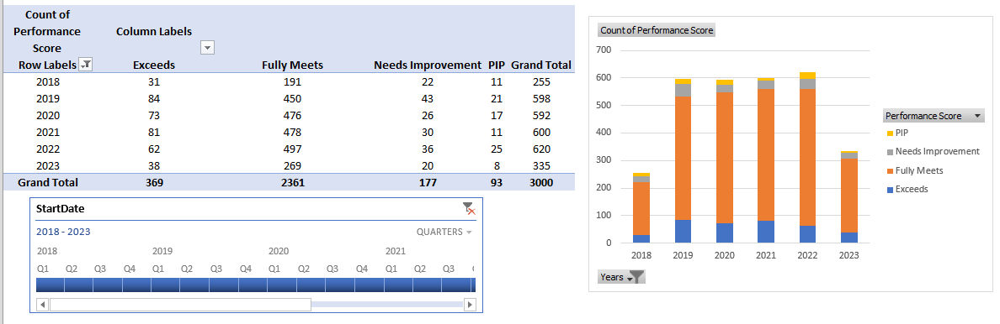 Count of
Performance Column Labels
Score
Row Labels Exceeds Fully Meets Needs Improvement PIP Grand Total
2018 31 191 22 11 255
2019 84 450 43 21 598
2020 73 476 26 17 592
2021 81 478 30 11 600
2022 62 497 36 25 620
2023 38 269 20 8 335
Grand Total 369 2361 177 93 3000
StartDate
2018 - 2023 QUARTERS
2018 2019 2020 2021
Q1 Q2 Q3 Q4 Q1 Q2 Q3 Q4 Q1 Q2 Q3 Q4 Q1 Q2 Q3
Count of Performance Score
700
600
500
400
300
200
100
0
2018 2019 2020 2021 2022 2023
Performance Score
PIP
Needs Improvement
Fully Meets
Exceeds
Years